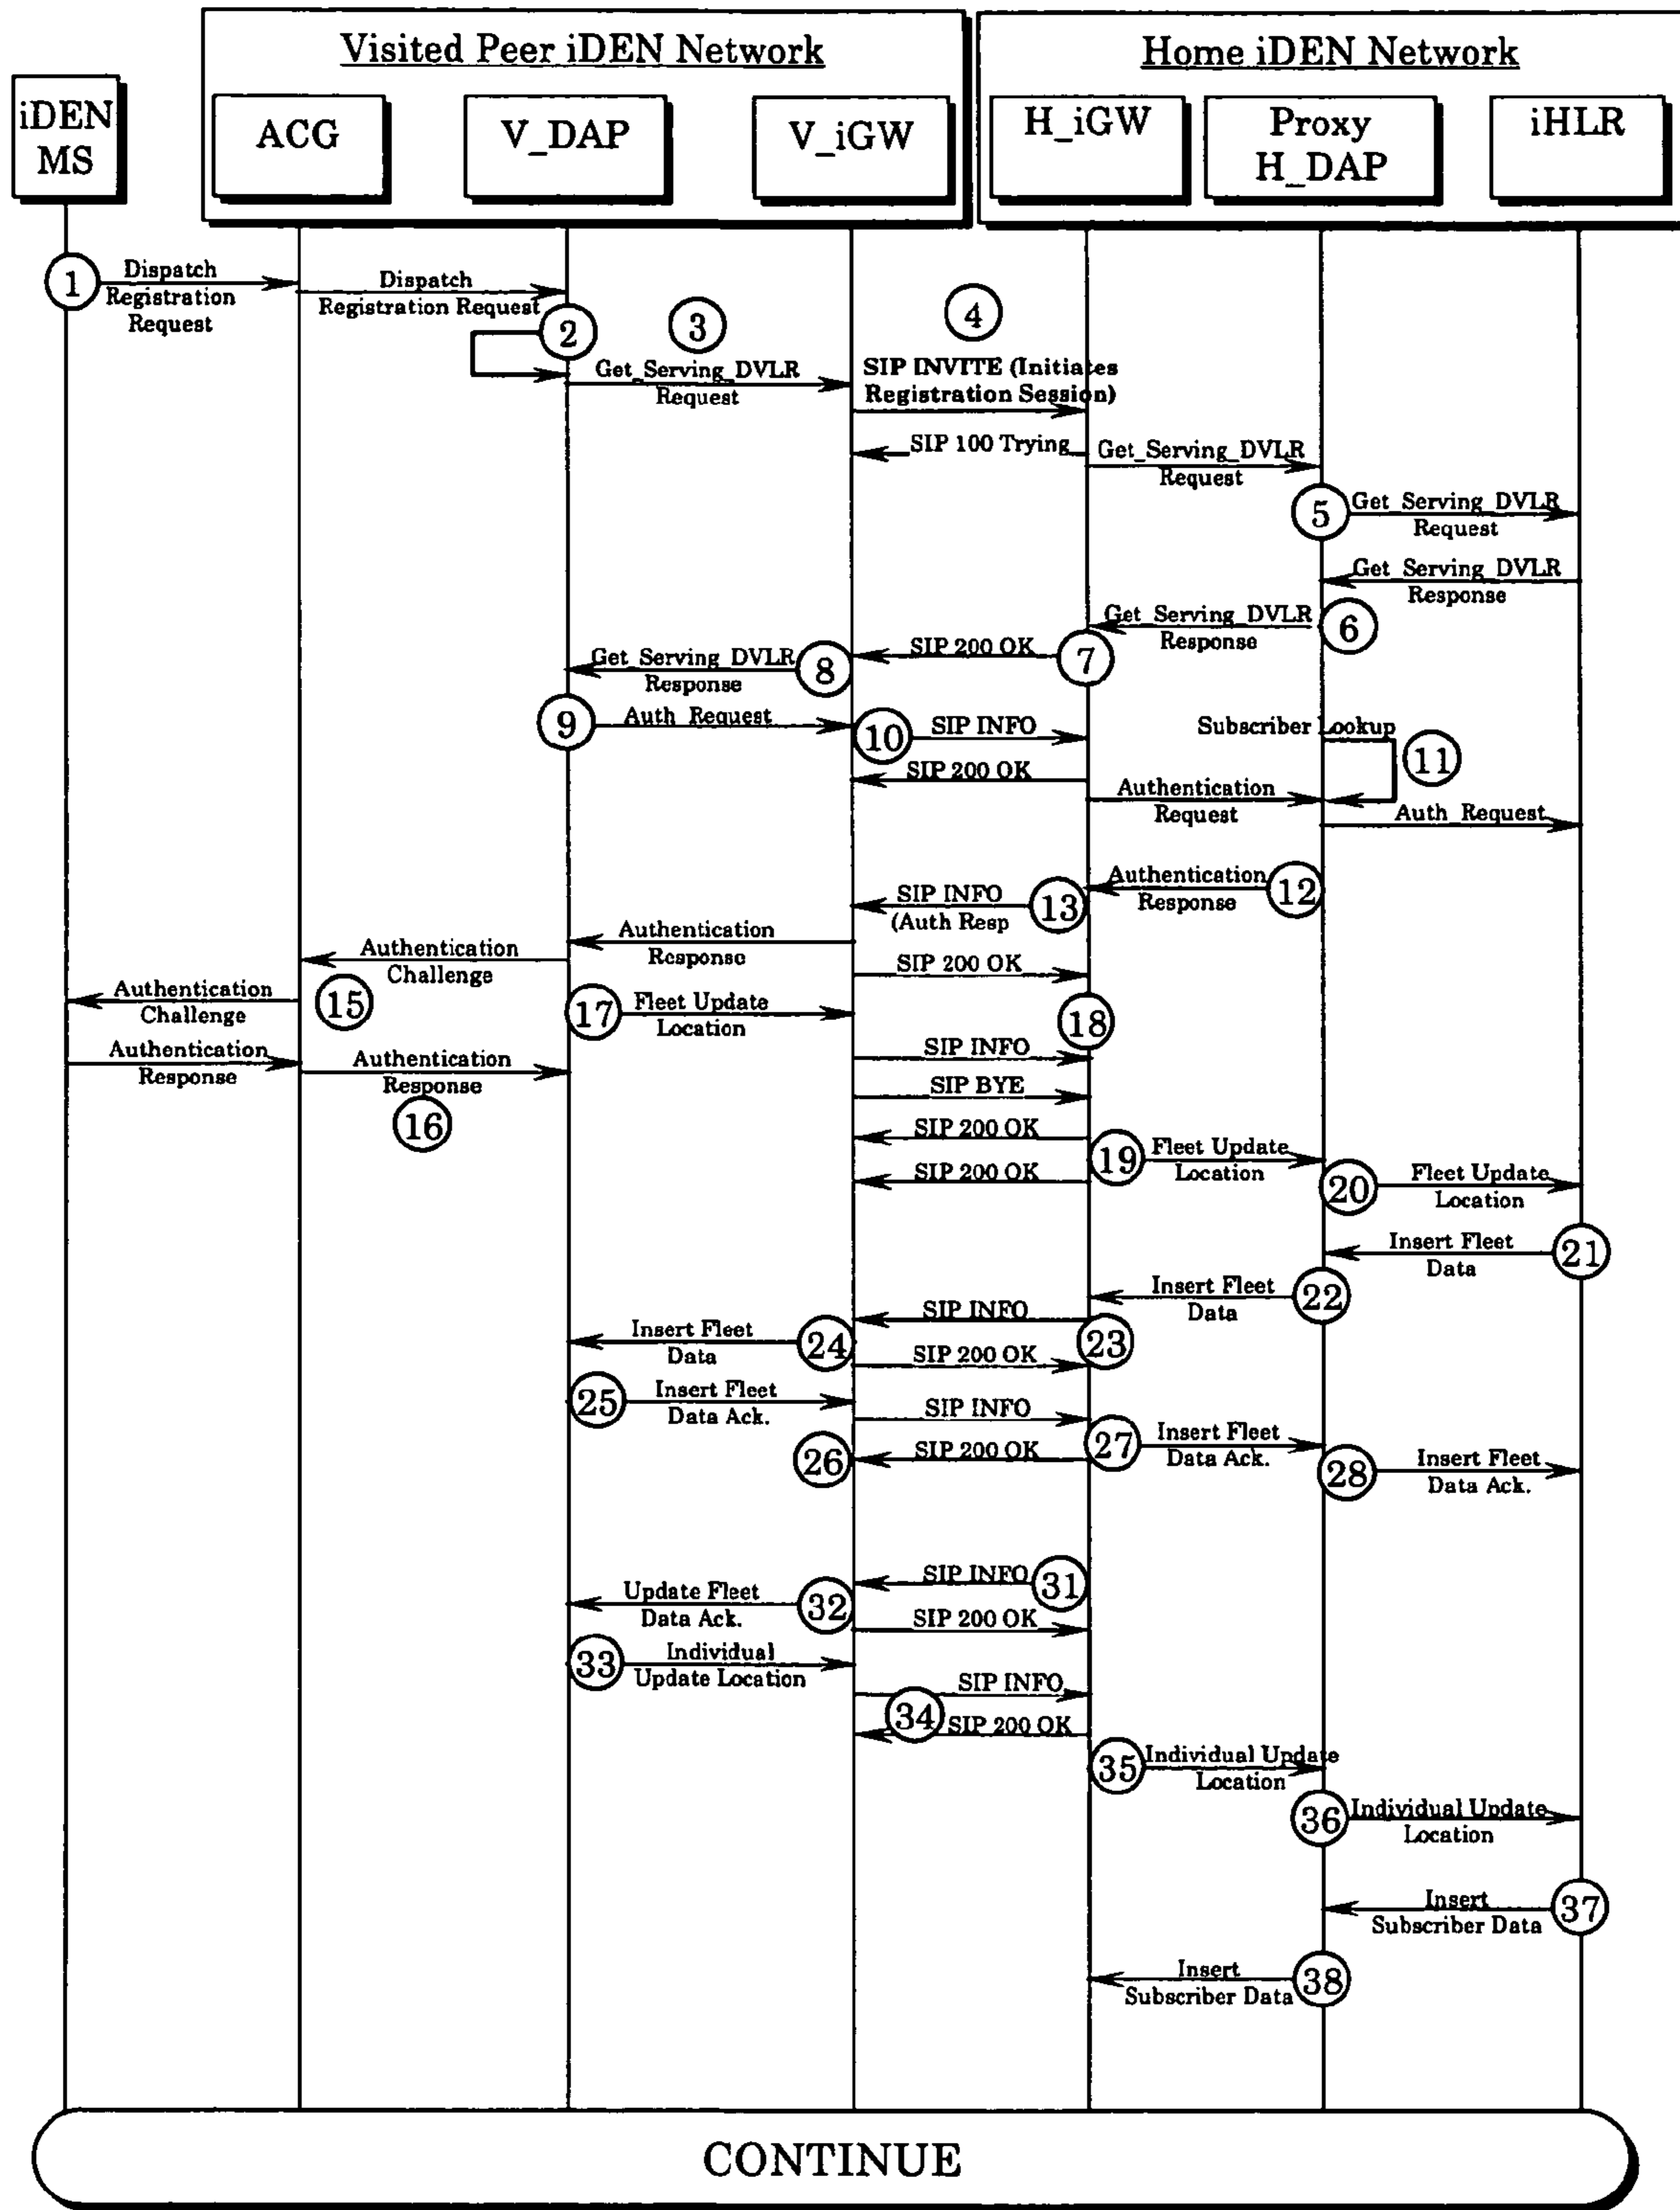 Visited Peer iDEN Network
Home iDEN Network
iDEN
MS
ACG
V_DAP
V_iGW
H_iGW
Proxy
H_DAP
iHLR
1
Dispatch
Registration
Request
Dispatch
Registration Request
2
3
4
Get_Serving_DVLR
Request
SIP INVITE (Initiates
Registration Session)
SIP 100 Trying
Get_Serving_DVLR
Request
5
Get_Serving_DVLR
Request
Get_Serving_DVLR
Response
6
Get_Serving_DVLR
Response
7
SIP 200 OK
8
Get_Serving_DVLR
Response
9
Auth_Request
10
SIP INFO
Subscriber Lookup
11
SIP 200 OK
Authentication
Request
Auth_Request
12
Authentication
Response
13
SIP INFO
(Auth Resp
Authentication
Response
Authentication
Challenge
SIP 200 OK
15
Authentication
Challenge
17
Fleet Update
Location
18
Authentication
Response
Authentication
Response
16
SIP INFO
SIP BYE
SIP 200 OK
19
Fleet Update
Location
SIP 200 OK
20
Fleet Update
Location
21
Insert Fleet
Data
22
Insert Fleet
Data
SIP INFO
23
24
Insert Fleet
Data
SIP 200 OK
25
Insert Fleet
Data Ack.
SIP INFO
26
SIP 200 OK
27
Insert Fleet
Data Ack.
28
Insert Fleet
Data Ack.
SIP INFO
31
32
Update Fleet
Data Ack.
SIP 200 OK
33
Individual
Update Location
SIP INFO
34
SIP 200 OK
35
Individual Update
Location
36
Individual Update
Location
37
Insert
Subscriber Data
38
Insert
Subscriber Data
CONTINUE